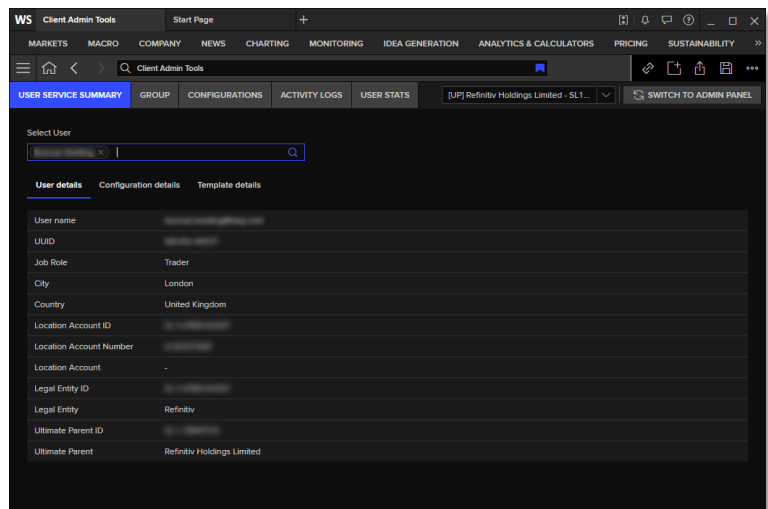 WS Client Admin Tools Start Page +
MARKETS MACRO COMPANY NEWS CHARTING MONITORING IDEA GENERATION ANALYTICS & CALCULATORS PRICING SUSTAINABILITY »
Client Admin Tools
USER SERVICE SUMMARY GROUP CONFIGURATIONS ACTIVITY LOGS USER STATS [UP] Refinitiv Holdings Limited - SL1... SWITCH TO ADMIN PANEL
Select User
User details Configuration details Template details
User name
UUID
Job Role Trader
City London
Country United Kingdom
Location Account ID
Location Account Number
Location Account -
Legal Entity ID
Legal Entity Refinitiv
Ultimate Parent ID
Ultimate Parent Refinitiv Holdings Limited